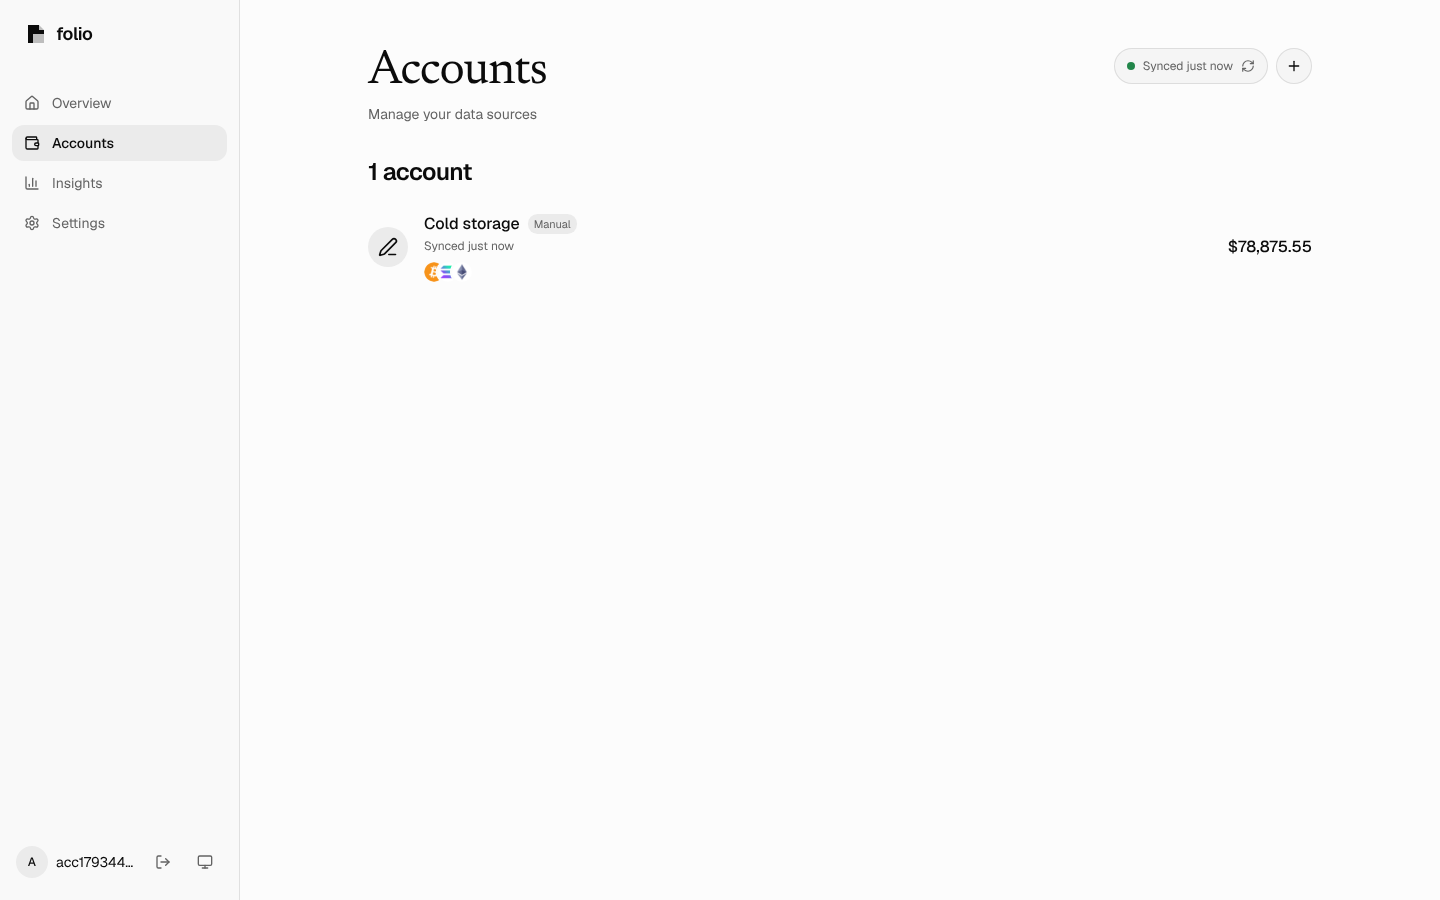 folio
Overview
Accounts
Insights
Settings
A
acc179344...
Accounts
Manage your data sources
Synced just now
1 account
Cold storage
Manual
Synced just now
$78,875.55